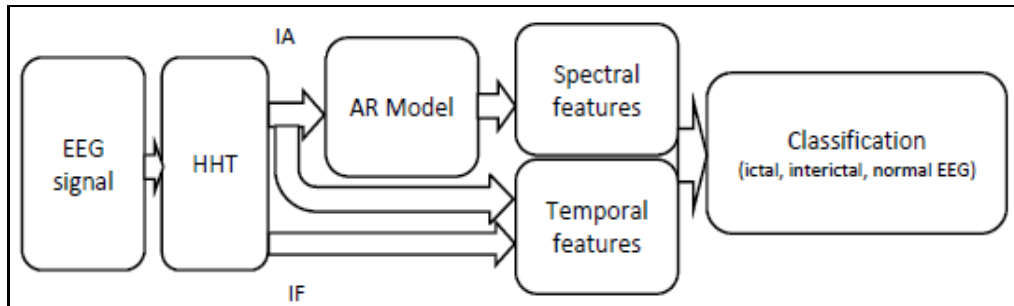 EEG
signal
HHT
IA
IF
AR Model
Spectral
features
Temporal
features
Classification
(ictal, interictal, normal EEG)